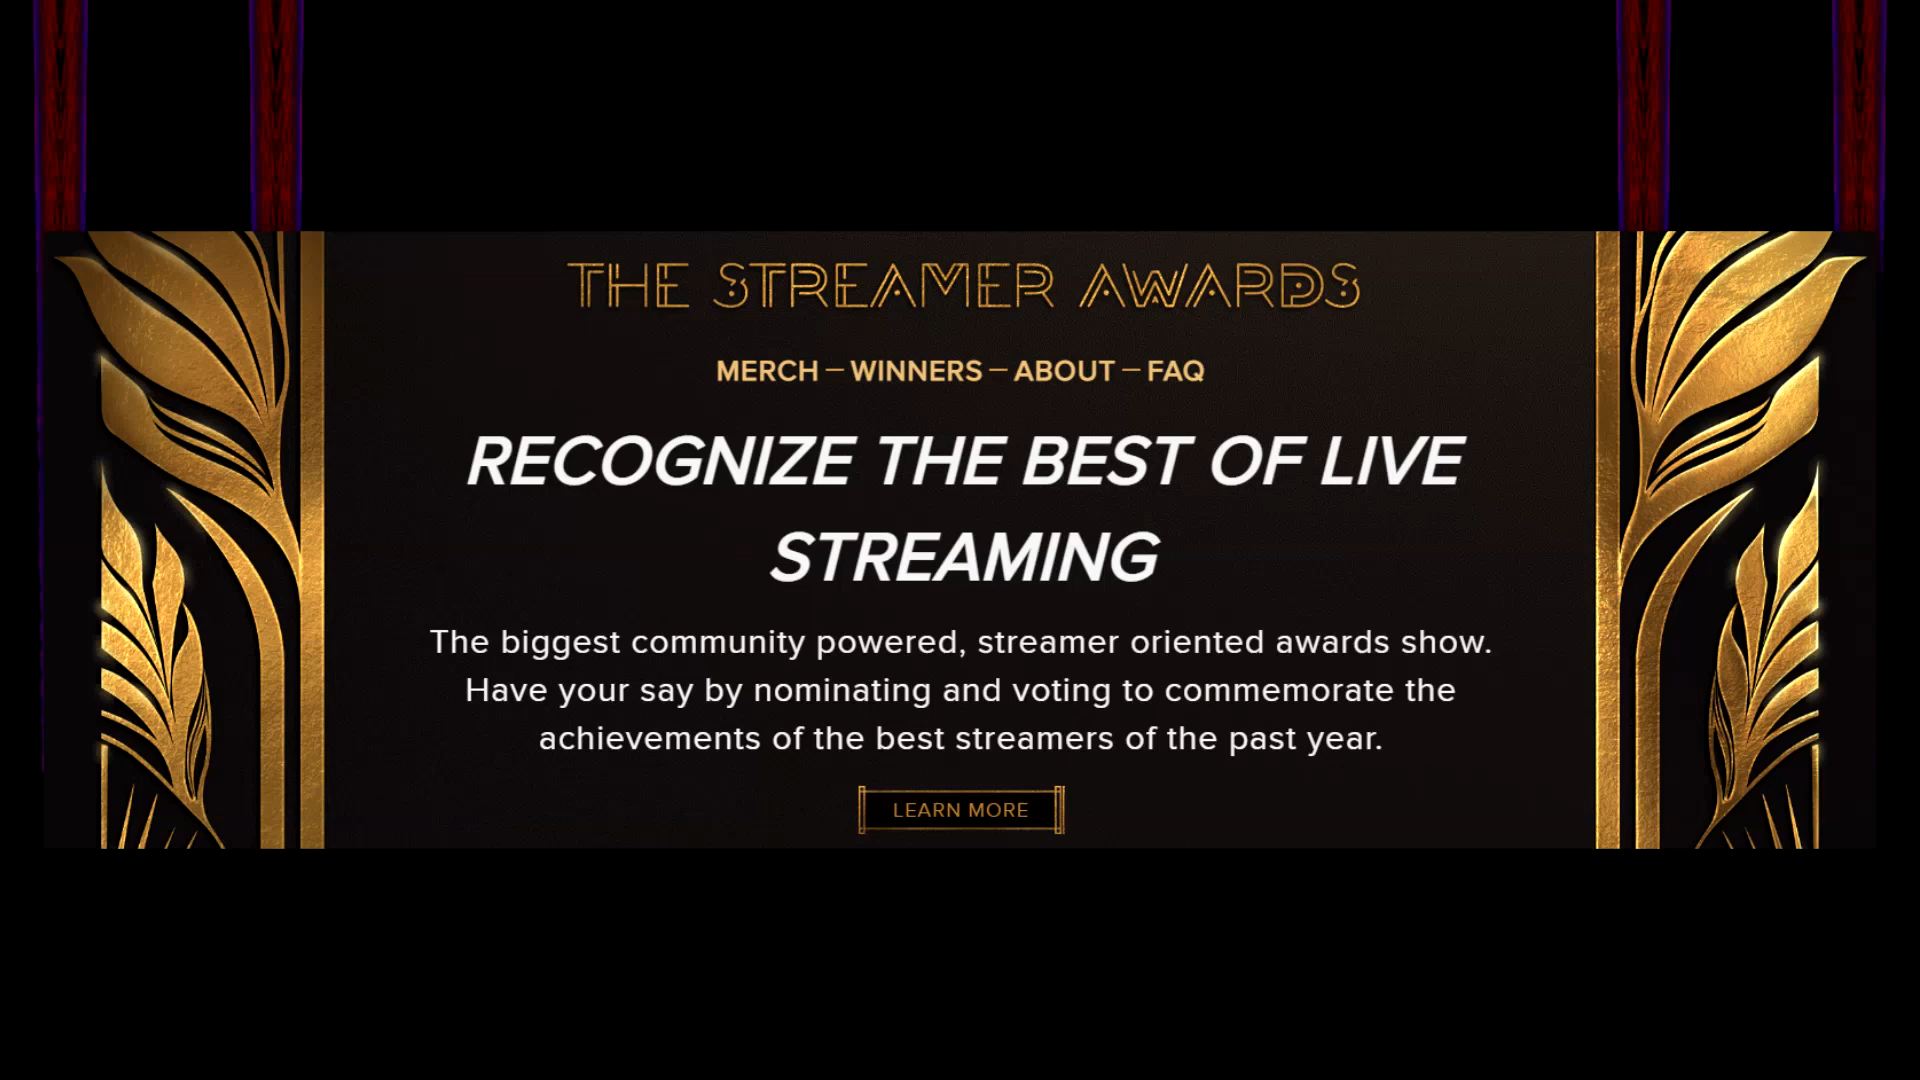 THE STREAMER AWARDS
MERCH — WINNERS — ABOUT — FAQ
RECOGNIZE THE BEST OF LIVE
STREAMING
The biggest community powered, streamer oriented awards show.
Have your say by nominating and voting to commemorate the
achievements of the best streamers of the past year.
LEARN MORE